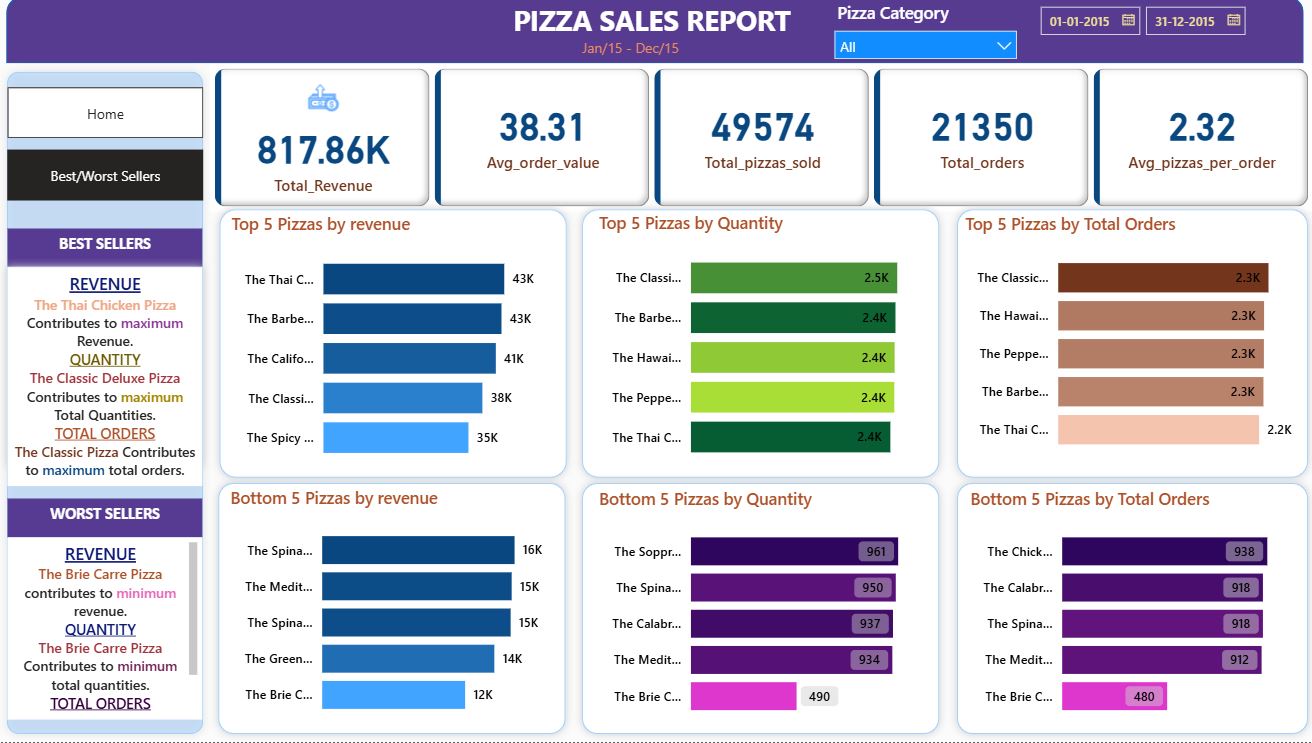 PIZZA SALES REPORT
Jan/15 - Dec/15
Pizza Category
All
01-01-2015
31-12-2015
Home
Best/Worst Sellers
BEST SELLERS
REVENUE
The Thai Chicken Pizza
Contributes to maximum
Revenue.
QUANTITY
The Classic Deluxe Pizza
Contributes to maximum
Total Quantities.
TOTAL ORDERS
The Classic Pizza Contributes
to maximum total orders.
WORST SELLERS
REVENUE
The Brie Carre Pizza
contributes to minimum
revenue.
QUANTITY
The Brie Carre Pizza
Contributes to minimum
total quantities.
TOTAL ORDERS
817.86K
Total_Revenue
38.31
Avg_order_value
49574
Total_pizzas_sold
21350
Total_orders
2.32
Avg_pizzas_per_order
Top 5 Pizzas by revenue
The Thai C... 43K
The Barbe... 43K
The Califo... 41K
The Classi... 38K
The Spicy ... 35K
Top 5 Pizzas by Quantity
The Classi... 2.5K
The Barbe... 2.4K
The Hawai... 2.4K
The Peppe... 2.4K
The Thai C... 2.4K
Top 5 Pizzas by Total Orders
The Classic... 2.3K
The Hawai... 2.3K
The Peppe... 2.3K
The Barbe... 2.3K
The Thai C... 2.2K
Bottom 5 Pizzas by revenue
The Spina... 16K
The Medit... 15K
The Spina... 15K
The Green... 14K
The Brie C... 12K
Bottom 5 Pizzas by Quantity
The Soppr... 961
The Spina... 950
The Calabr... 937
The Medit... 934
The Brie C... 490
Bottom 5 Pizzas by Total Orders
The Chick... 938
The Calabr... 918
The Spina... 918
The Medit... 912
The Brie C... 480